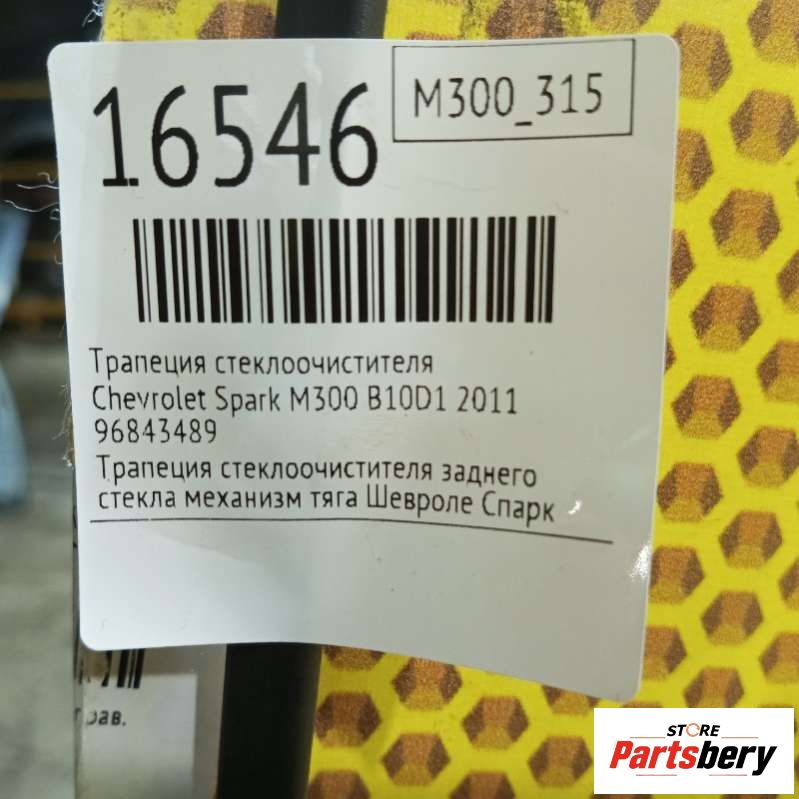 16546
M300_315
Трапеция стеклоочистителя
Chevrolet Spark M300 B10D1 2011
96843489
Трапеция стеклоочистителя заднего
стекла механизм тяга Шевроле Спарк
STORE
Partsbery